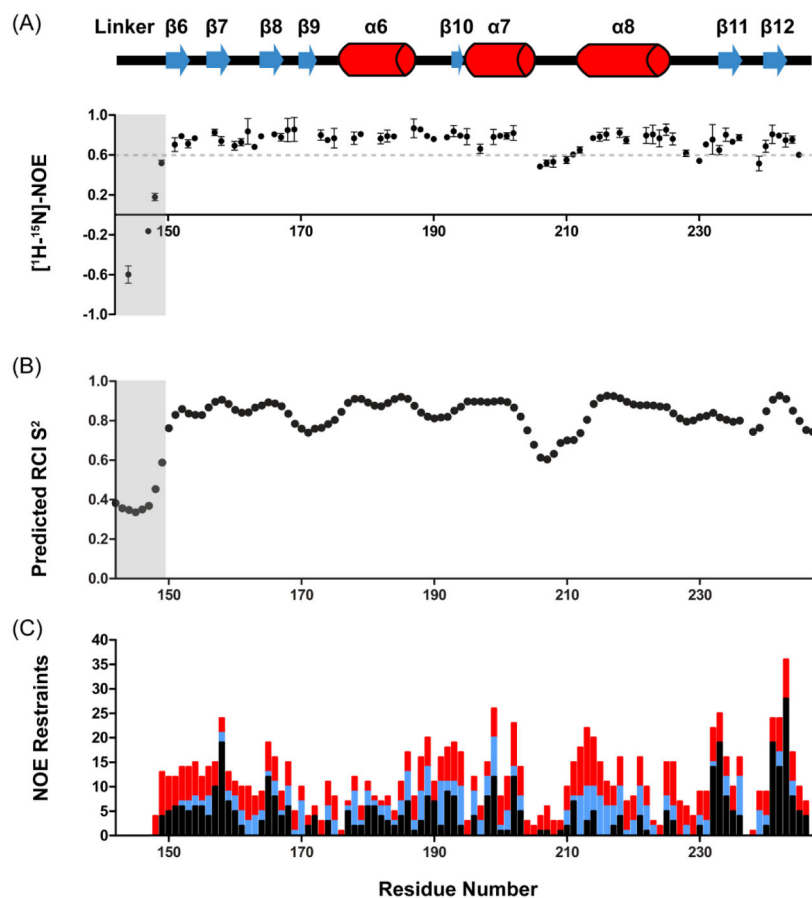 (A)
Linker β6 β7 β8 β9 α6 β10 α7 α8 β11 β12
[¹H-¹⁵N]-NOE
1.0
0.6
0.2
-0.2
-0.6
-1.0
150 170 190 210 230
(B)
Predicted RCI S²
1.0
0.8
0.6
0.4
0.2
0.0
150 170 190 210 230
(C)
NOE Restraints
40
35
30
25
20
15
10
5
0
150 170 190 210 230
Residue Number